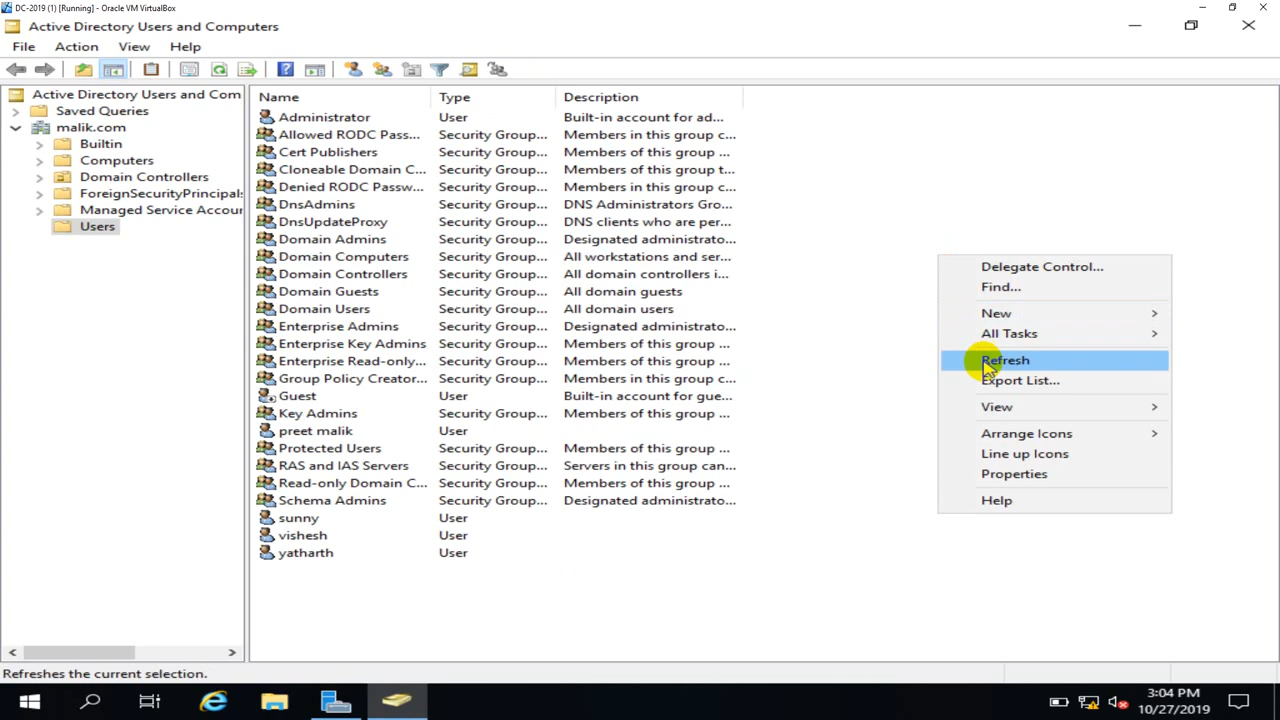 DC-2019 (1) [Running] - Oracle VM VirtualBox
Active Directory Users and Computers
File Action View Help
Active Directory Users and Com
Saved Queries
malik.com
Builtin
Computers
Domain Controllers
ForeignSecurityPrincipals
Managed Service Accour
Users
Name Type Description
Administrator User Built-in account for ad...
Allowed RODC Pass... Security Group... Members in this group c...
Cert Publishers Security Group... Members of this group ...
Cloneable Domain C... Security Group... Members of this group t...
Denied RODC Passw... Security Group... Members in this group c...
DnsAdmins Security Group... DNS Administrators Gro...
DnsUpdateProxy Security Group... DNS clients who are per...
Domain Admins Security Group... Designated administrato...
Domain Computers Security Group... All workstations and ser...
Domain Controllers Security Group... All domain controllers i...
Domain Guests Security Group... All domain guests
Domain Users Security Group... All domain users
Enterprise Admins Security Group... Designated administrato...
Enterprise Key Admins Security Group... Members of this group ...
Enterprise Read-only... Security Group... Members of this group ...
Group Policy Creator... Security Group... Members in this group c...
Guest User Built-in account for gue...
Key Admins Security Group... Members of this group ...
preet malik User
Protected Users Security Group... Members of this group ...
RAS and IAS Servers Security Group... Servers in this group can...
Read-only Domain C... Security Group... Members of this group ...
Schema Admins Security Group... Designated administrato...
sunny User
vishesh User
yatharth User
Delegate Control...
Find...
New
All Tasks
Refresh
Export List...
View
Arrange Icons
Line up Icons
Properties
Help
Refreshes the current selection.
3:04 PM
10/27/2019